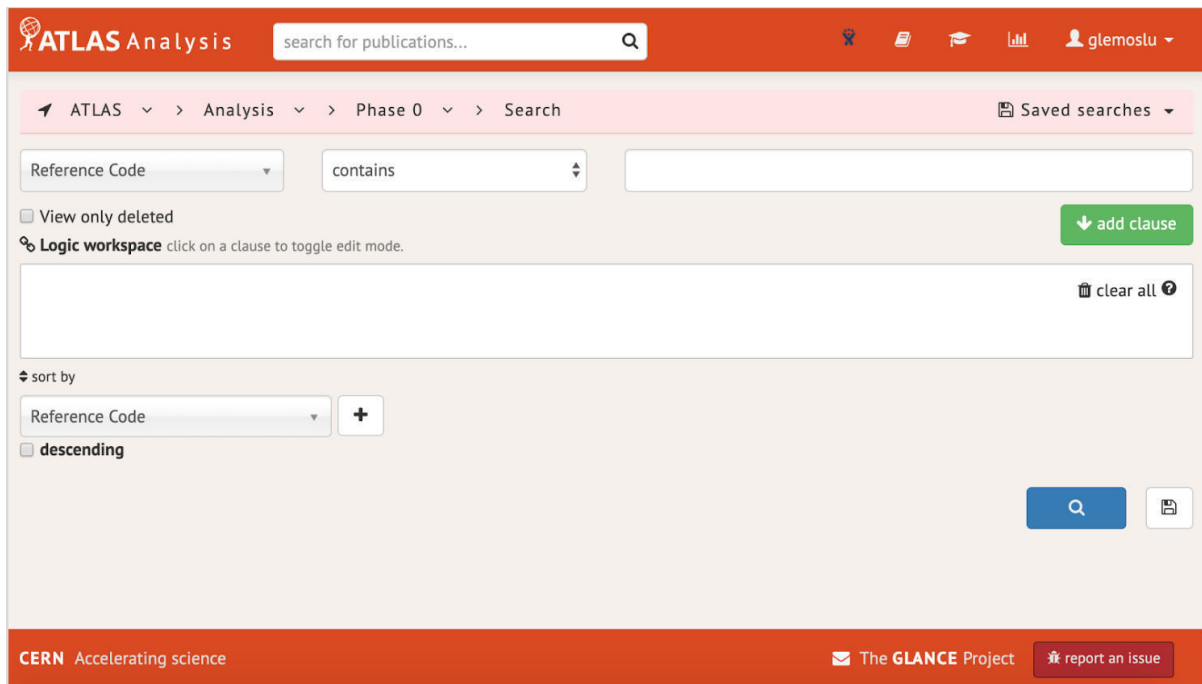 ATLAS Analysis search for publications... glemoslu
ATLAS > Analysis > Phase 0 > Search Saved searches
Reference Code contains
View only deleted add clause
Logic workspace click on a clause to toggle edit mode.
clear all
sort by
Reference Code
descending
CERN Accelerating science The GLANCE Project report an issue